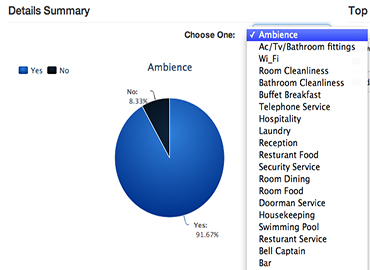 Details Summary
Top
Choose One:
✓ Ambience
Ac/Tv/Bathroom fittings
Wi_Fi
Room Cleanliness
Bathroom Cleanliness
Buffet Breakfast
Telephone Service
Hospitality
Laundry
Reception
Resturant Food
Security Service
Room Dining
Room Food
Doorman Service
Housekeeping
Swimming Pool
Resturant Service
Bell Captain
Bar
Yes No
Ambience
No:
8.33%
Yes:
91.67%